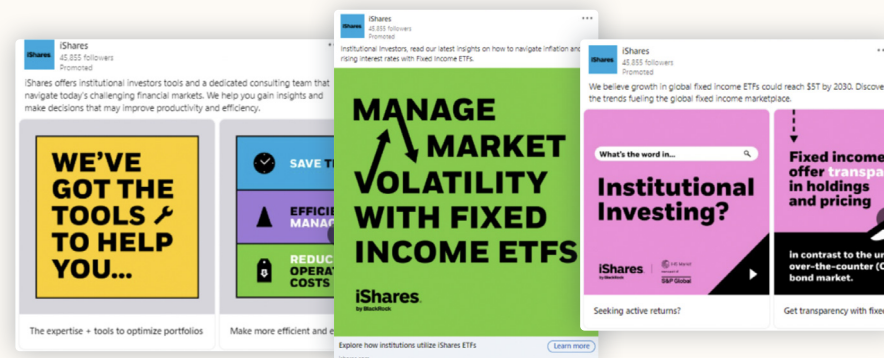 iShares
45,855 followers
Promoted
iShares offers institutional investors tools and a dedicated consulting team that
navigate today's challenging financial markets. We help you gain insights and
make decisions that may improve productivity and efficiency.
WE'VE
GOT THE
TOOLS
TO HELP
YOU...
SAVE
The expertise + tools to optimize portfolios
Make more efficient and
iShares
iShares
45,855 followers
Promoted
Institutional Investors, read our latest insights on how to navigate inflation and
rising interest rates with Fixed Income ETFs.
MANAGE
MARKET
VOLATILITY
WITH FIXED
INCOME ETFS
iShares.
by BlackRock
Explore how institutions utilize iShares ETFs
Learn more
iShares
iShares
45,855 followers
Promoted
We believe growth in global fixed income ETFs could reach $5T by 2030. Discover
the trends fueling the global fixed income marketplace.
What's the word in...
Institutional
Investing?
iShares.
by BlackRock
S&P Global
Seeking active returns?
Fixed income
offer
in holdings
and pricing
in contrast to the
over-the-counter
bond market.
Get transparency with